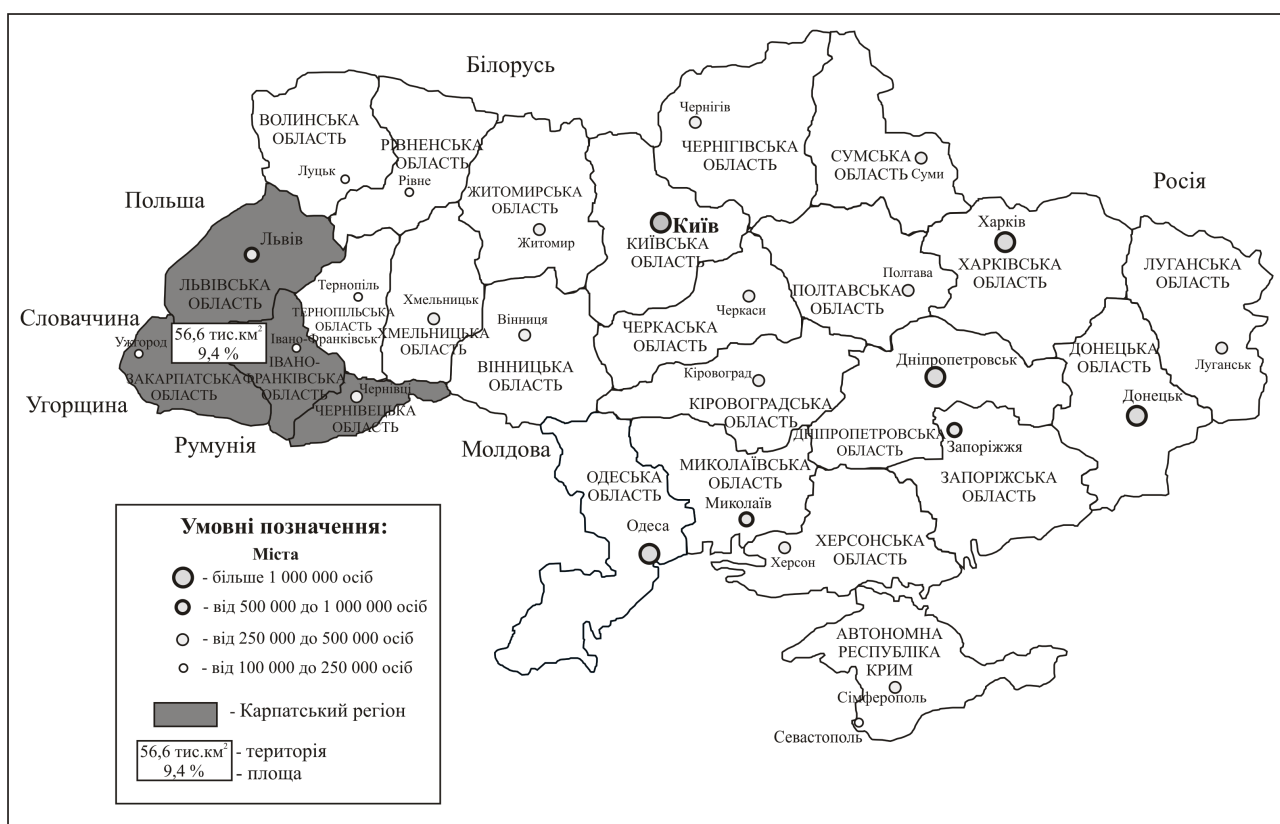 Білорусь
Польша
Словаччина
Угорщина
Румунія
Молдова
Росія
ВОЛИНСЬКА
ОБЛАСТЬ
Луцьк
РІВНЕНСЬКА
ОБЛАСТЬ
Рівне
ЖИТОМИРСЬКА
ОБЛАСТЬ
Житомир
Київ
КИЇВСЬКА
ОБЛАСТЬ
Чернігів
ЧЕРНІГІВСЬКА
ОБЛАСТЬ
СУМСЬКА
ОБЛАСТЬ
Суми
Львів
ЛЬВІВСЬКА
ОБЛАСТЬ
Тернопіль
ТЕРНОПІЛЬСЬКА
ОБЛАСТЬ
Хмельницьк
ХМЕЛЬНИЦЬКА
ОБЛАСТЬ
Вінниця
ВІННИЦЬКА
ОБЛАСТЬ
Черкаси
ЧЕРКАСЬКА
ОБЛАСТЬ
Полтава
ПОЛТАВСЬКА
ОБЛАСТЬ
Харків
ХАРКІВСЬКА
ОБЛАСТЬ
ЛУГАНСЬКА
ОБЛАСТЬ
Луганськ
Ужгород
ЗАКАРПАТСЬКА
ОБЛАСТЬ
56,6 тис.км²
9,4 %
Івано-Франківськ
ІВАНО-
ФРАНКІВСЬКА
ОБЛАСТЬ
Чернівці
ЧЕРНІВЕЦЬКА
ОБЛАСТЬ
Кіровоград
КІРОВОГРАДСЬКА
ОБЛАСТЬ
Дніпропетровськ
ДНІПРОПЕТРОВСЬКА
ОБЛАСТЬ
ДОНЕЦЬКА
ОБЛАСТЬ
Донецьк
Запоріжжя
ЗАПОРІЖСЬКА
ОБЛАСТЬ
ОДЕСЬКА
ОБЛАСТЬ
Одеса
МИКОЛАЇВСЬКА
ОБЛАСТЬ
Миколаїв
Херсон
ХЕРСОНСЬКА
ОБЛАСТЬ
АВТОНОМНА
РЕСПУБЛІКА
КРИМ
Сімферополь
Севастополь
Умовні позначення:
Міста
- більше 1 000 000 осіб
- від 500 000 до 1 000 000 осіб
- від 250 000 до 500 000 осіб
- від 100 000 до 250 000 осіб
- Карпатський регіон
56,6 тис.км² - територія
9,4 % - площа